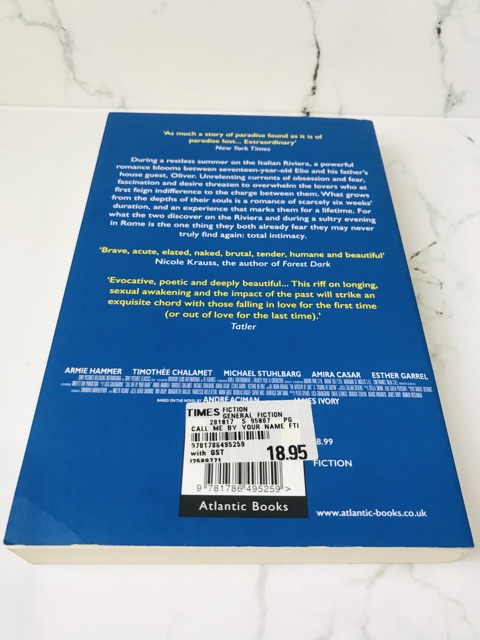 'As much a story of paradise found as it is of
paradise lost... Extraordinary'
New York Times
During a restless summer on the Italian Riviera, a powerful
romance blooms between seventeen-year-old Elio and his father's
house guest, Oliver. Unrelenting currents of obsession and fear,
fascination and desire threaten to overwhelm the lovers who at
first feign indifference to the charge between them. What grows
from the depths of their souls is a romance of scarcely six weeks'
duration, and an experience that marks them for a lifetime. For
what the two discover on the Riviera and during a sultry evening
in Rome is the one thing they both already fear they may never
truly find again: total intimacy.
'Brave, acute, elated, naked, brutal, tender, humane and beautiful'
Nicole Krauss, the author of Forest Dark
'Evocative, poetic and deeply beautiful... This riff on longing,
sexual awakening and the impact of the past will strike an
exquisite chord with those falling in love for the first time
(or out of love for the last time).'
Tatler
ARMIE HAMMER TIMOTHÉE CHALAMET MICHAEL STUHLBARG AMIRA CASAR ESTHER GARREL
BASED ON THE NOVEL BY ANDRÉ ACIMAN JAMES IVORY
TIMES FICTION
GENERAL FICTION
281017 S 95087 PG
CALL ME BY YOUR NAME FTI
9781786495259
with GST 18.95
12509771
8.99
FICTION
9 781786 495259 >
Atlantic Books
www.atlantic-books.co.uk